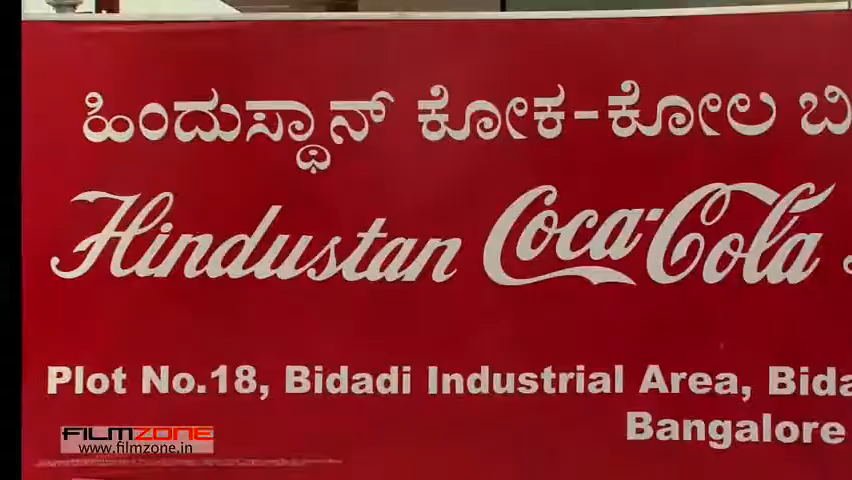 ಹಿಂದುಸ್ಥಾನ್ ಕೋಕ-ಕೋಲ
Hindustan Coca-Cola
Plot No.18, Bidadi Industrial Area,
Bangalore
FILMZONE
www.filmzone.in